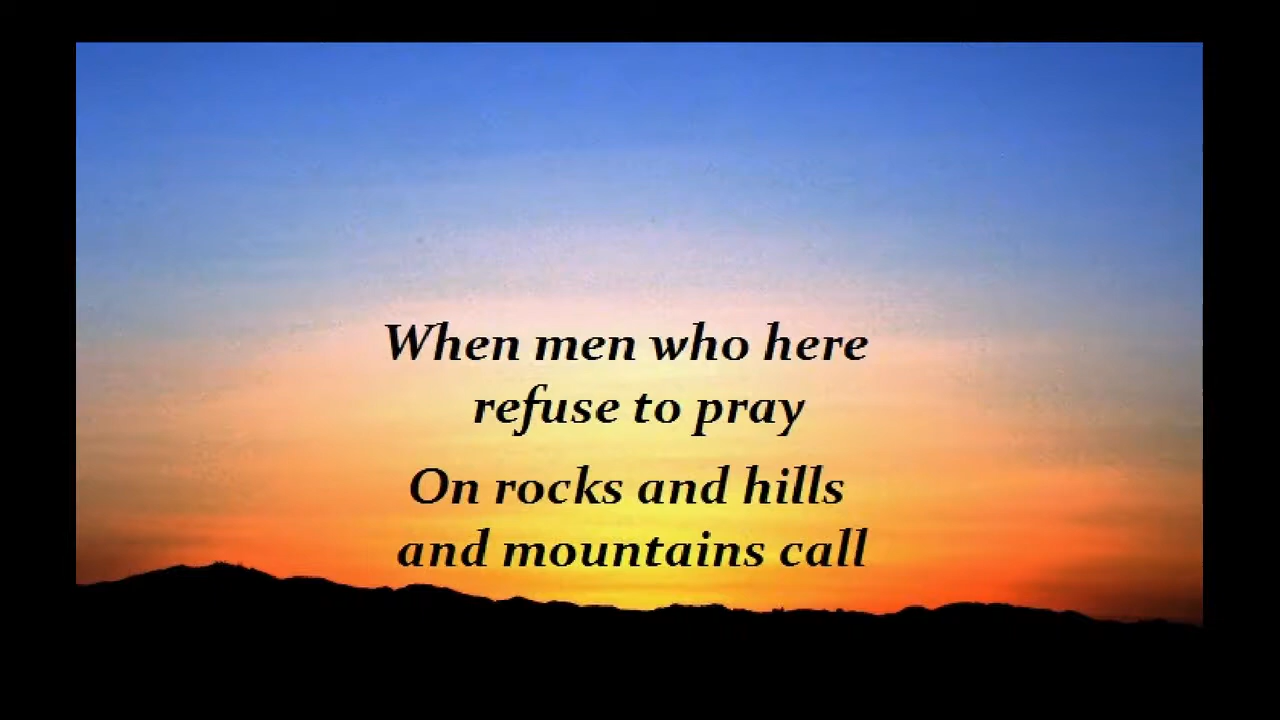 When men who here
refuse to pray
On rocks and hills
and mountains call